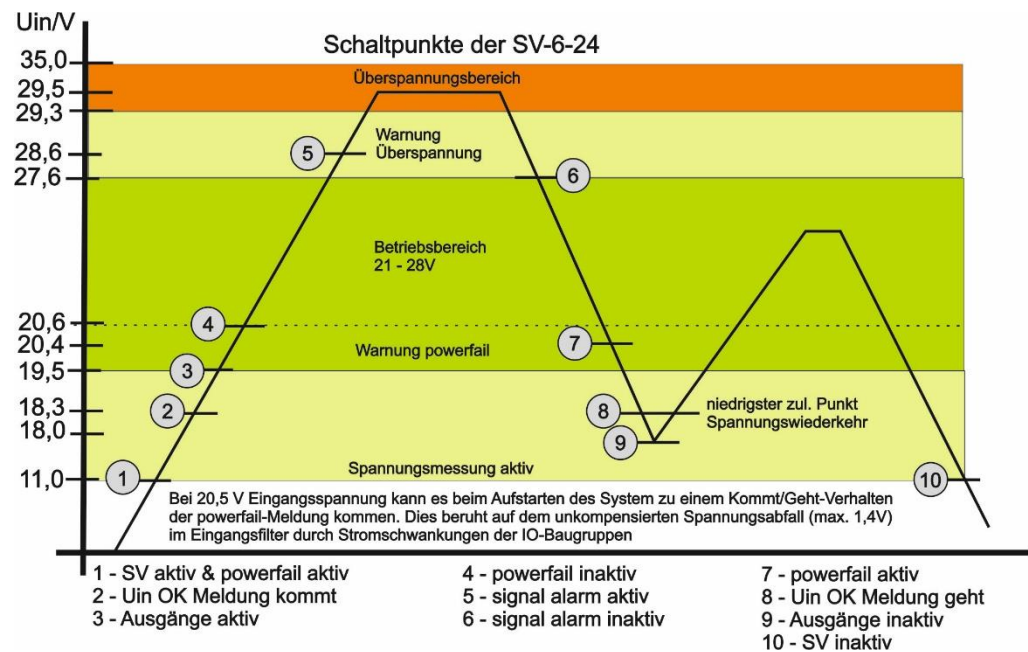 Uin/V
Schaltpunkte der SV-6-24
35,0
Überspannungsbereich
29,5
29,3
Warnung
Überspannung
5
28,6
27,6
6
Betriebsbereich
21 - 28V
20,6
4
20,4
7
Warnung powerfail
19,5
3
18,3
2
8
niedrigster zul. Punkt
Spannungswiederkehr
18,0
9
11,0
1
Spannungsmessung aktiv
10
Bei 20,5 V Eingangsspannung kann es beim Aufstarten des System zu einem Kommt/Geht-Verhalten
der powerfail-Meldung kommen. Dies beruht auf dem unkompensierten Spannungsabfall (max. 1,4V)
im Eingangsfilter durch Stromschwankungen der IO-Baugruppen
1 - SV aktiv & powerfail aktiv
2 - Uin OK Meldung kommt
3 - Ausgänge aktiv
4 - powerfail inaktiv
5 - signal alarm aktiv
6 - signal alarm inaktiv
7 - powerfail aktiv
8 - Uin OK Meldung geht
9 - Ausgänge inaktiv
10 - SV inaktiv